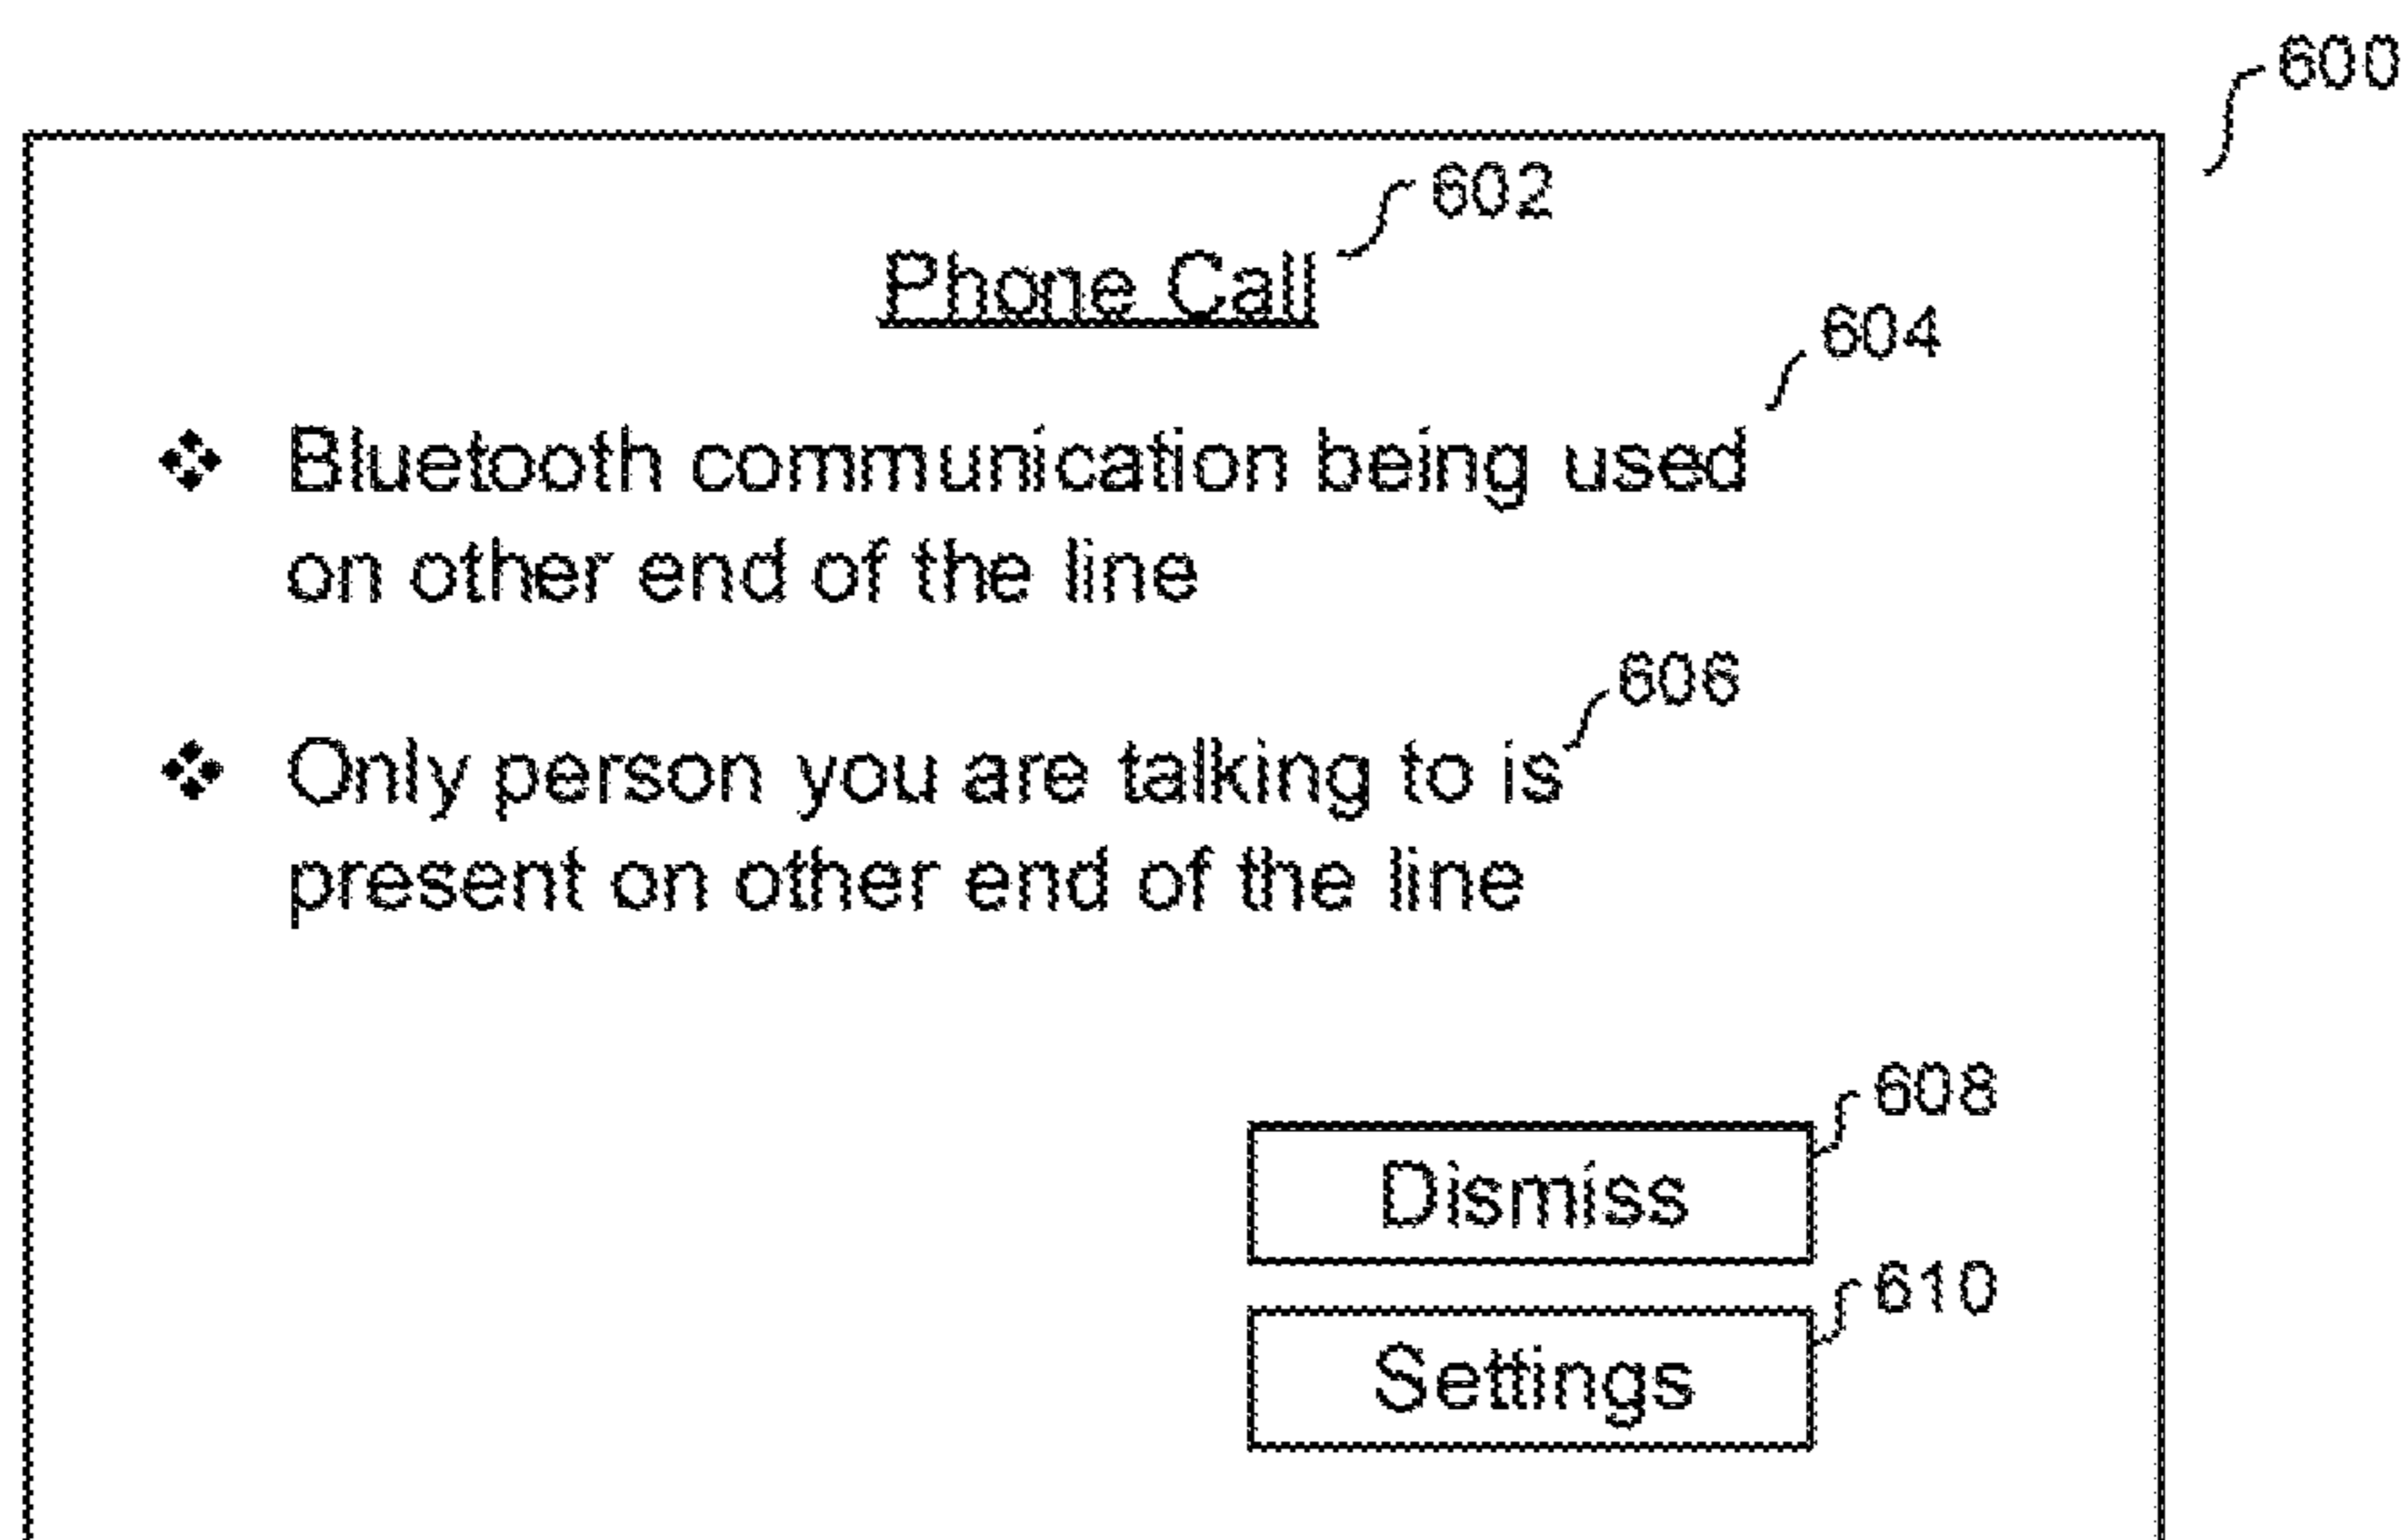 600
602
Phone Call
604
❖ Bluetooth communication being used
on other end of the line
606
❖ Only person you are talking to is
present on other end of the line
608
Dismiss
610
Settings